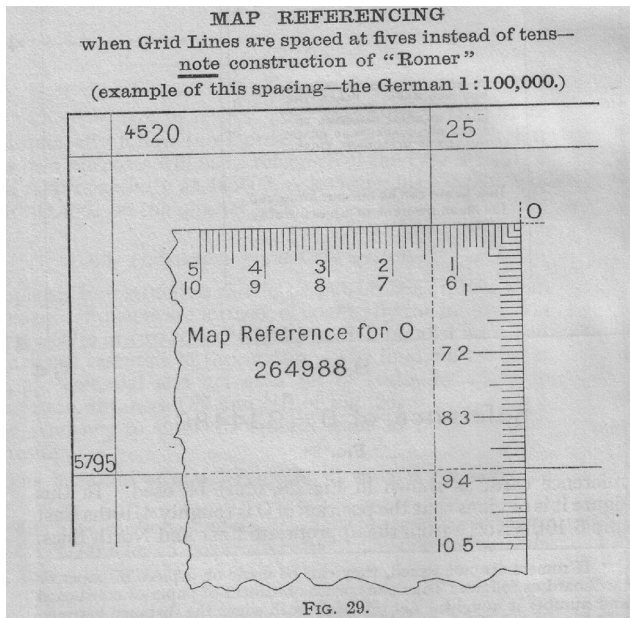 MAP REFERENCING
when Grid Lines are spaced at fives instead of tens—
note construction of "Romer"
(example of this spacing—the German 1:100,000.)
4520 25
O
5 4 3 2 1
10 9 8 7 6 1
Map Reference for O
264988
7 2
8 3
5795
9 4
10 5
FIG. 29.